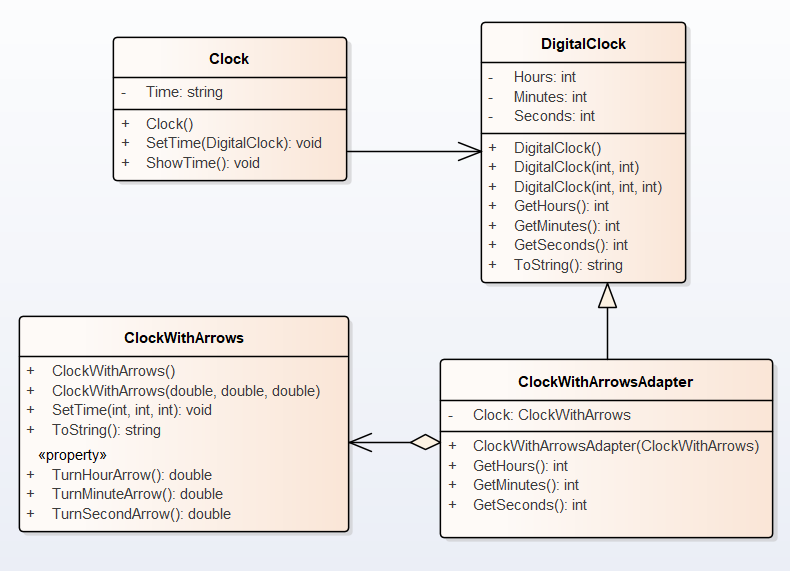 Clock
- Time: string
+ Clock()
+ SetTime(DigitalClock): void
+ ShowTime(): void
DigitalClock
- Hours: int
- Minutes: int
- Seconds: int
+ DigitalClock()
+ DigitalClock(int, int)
+ DigitalClock(int, int, int)
+ GetHours(): int
+ GetMinutes(): int
+ GetSeconds(): int
+ ToString(): string
ClockWithArrows
+ ClockWithArrows()
+ ClockWithArrows(double, double, double)
+ SetTime(int, int, int): void
+ ToString(): string
«property»
+ TurnHourArrow(): double
+ TurnMinuteArrow(): double
+ TurnSecondArrow(): double
ClockWithArrowsAdapter
- Clock: ClockWithArrows
+ ClockWithArrowsAdapter(ClockWithArrows)
+ GetHours(): int
+ GetMinutes(): int
+ GetSeconds(): int